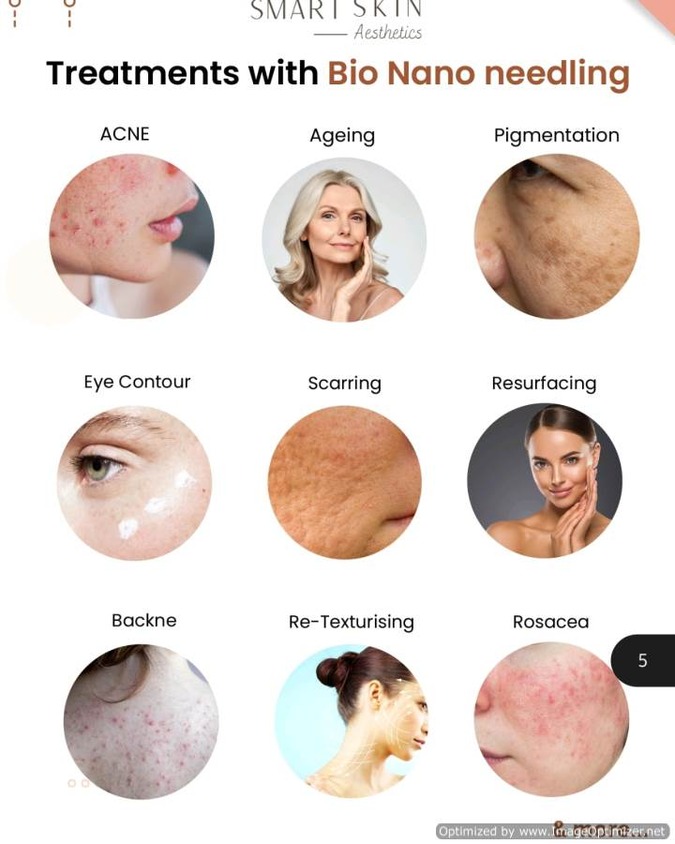 SMART SKIN
Aesthetics
Treatments with Bio Nano needling
ACNE
Ageing
Pigmentation
Eye Contour
Scarring
Resurfacing
Backne
Re-Texturising
Rosacea
5
& more...
Optimized by www.ImageOptimizer.net